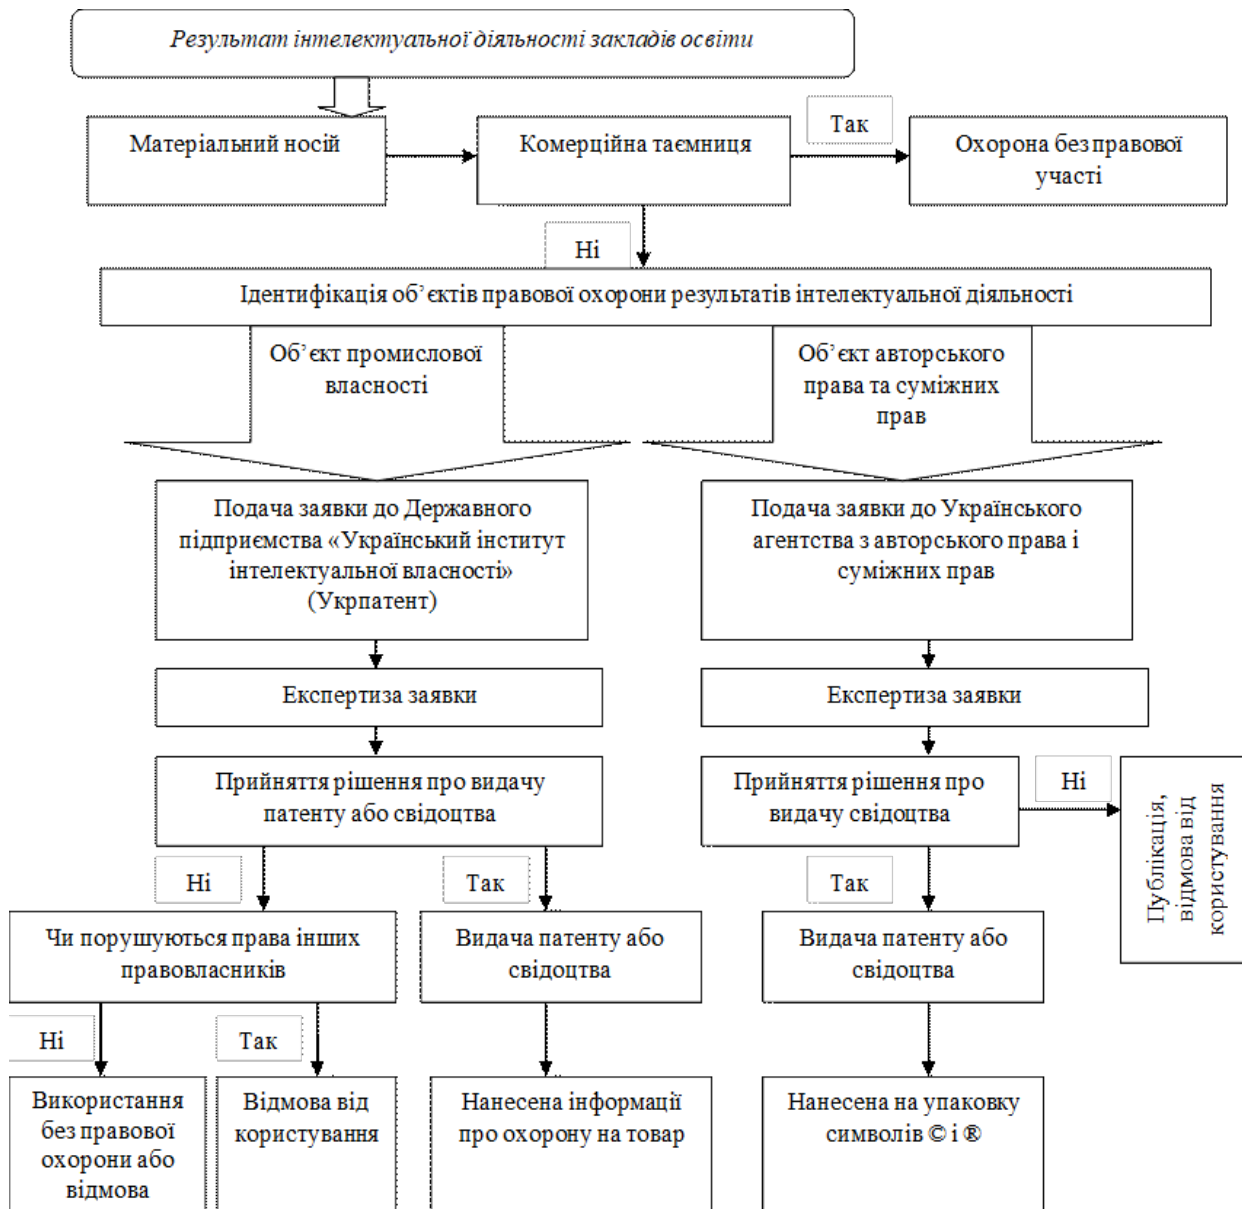 Результат інтелектуальної діяльності закладів освіти
Матеріальний носій
Комерційна таємниця
Так
Охорона без правової
участі
Ні
Ідентифікація об’єктів правової охорони результатів інтелектуальної діяльності
Об’єкт промислової
власності
Об’єкт авторського
права та суміжних
прав
Подача заявки до Державного
підприємства «Український інститут
інтелектуальної власності»
(Укрпатент)
Подача заявки до Українського
агентства з авторського права і
суміжних прав
Експертиза заявки
Експертиза заявки
Прийняття рішення про видачу
патенту або свідоцтва
Прийняття рішення про
видачу свідоцтва
Ні
Публікація,
відмова від
користування
Ні
Так
Так
Чи порушуються права інших
правовласників
Видача патенту або
свідоцтва
Видача патенту або
свідоцтва
Ні
Так
Використання
без правової
охорони або
відмова
Відмова від
користування
Нанесена інформації
про охорону на товар
Нанесена на упаковку
символів © і ®